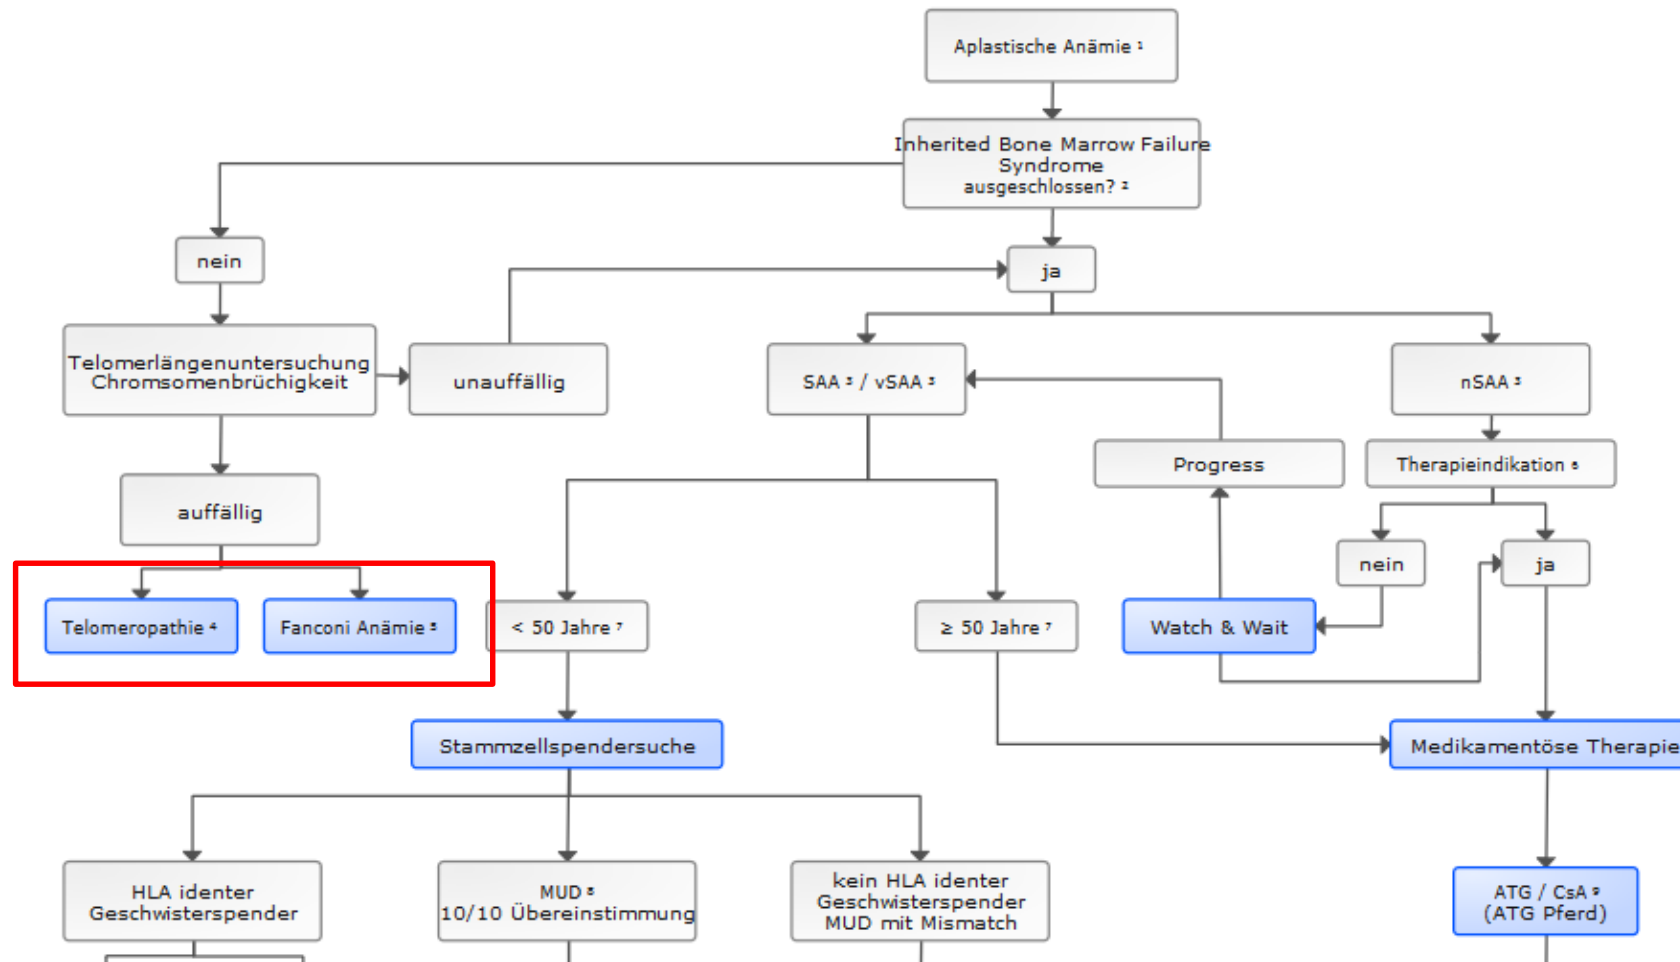 Aplastische Anämie ¹
Inherited Bone Marrow Failure
Syndrome
ausgeschlossen? ²
nein
ja
Telomerlängenuntersuchung
Chromsomenbrüchigkeit
unauffällig
SAA ³ / vSAA ³
nSAA ³
Progress
Therapieindikation ⁶
auffällig
nein
ja
Telomeropathie ⁴
Fanconi Anämie ⁵
< 50 Jahre ⁷
≥ 50 Jahre ⁷
Watch & Wait
Stammzellspendersuche
Medikamentöse Therapie
HLA identer
Geschwisterspender
MUD ⁸
10/10 Übereinstimmung
kein HLA identer
Geschwisterspender
MUD mit Mismatch
ATG / CsA ⁹
(ATG Pferd)